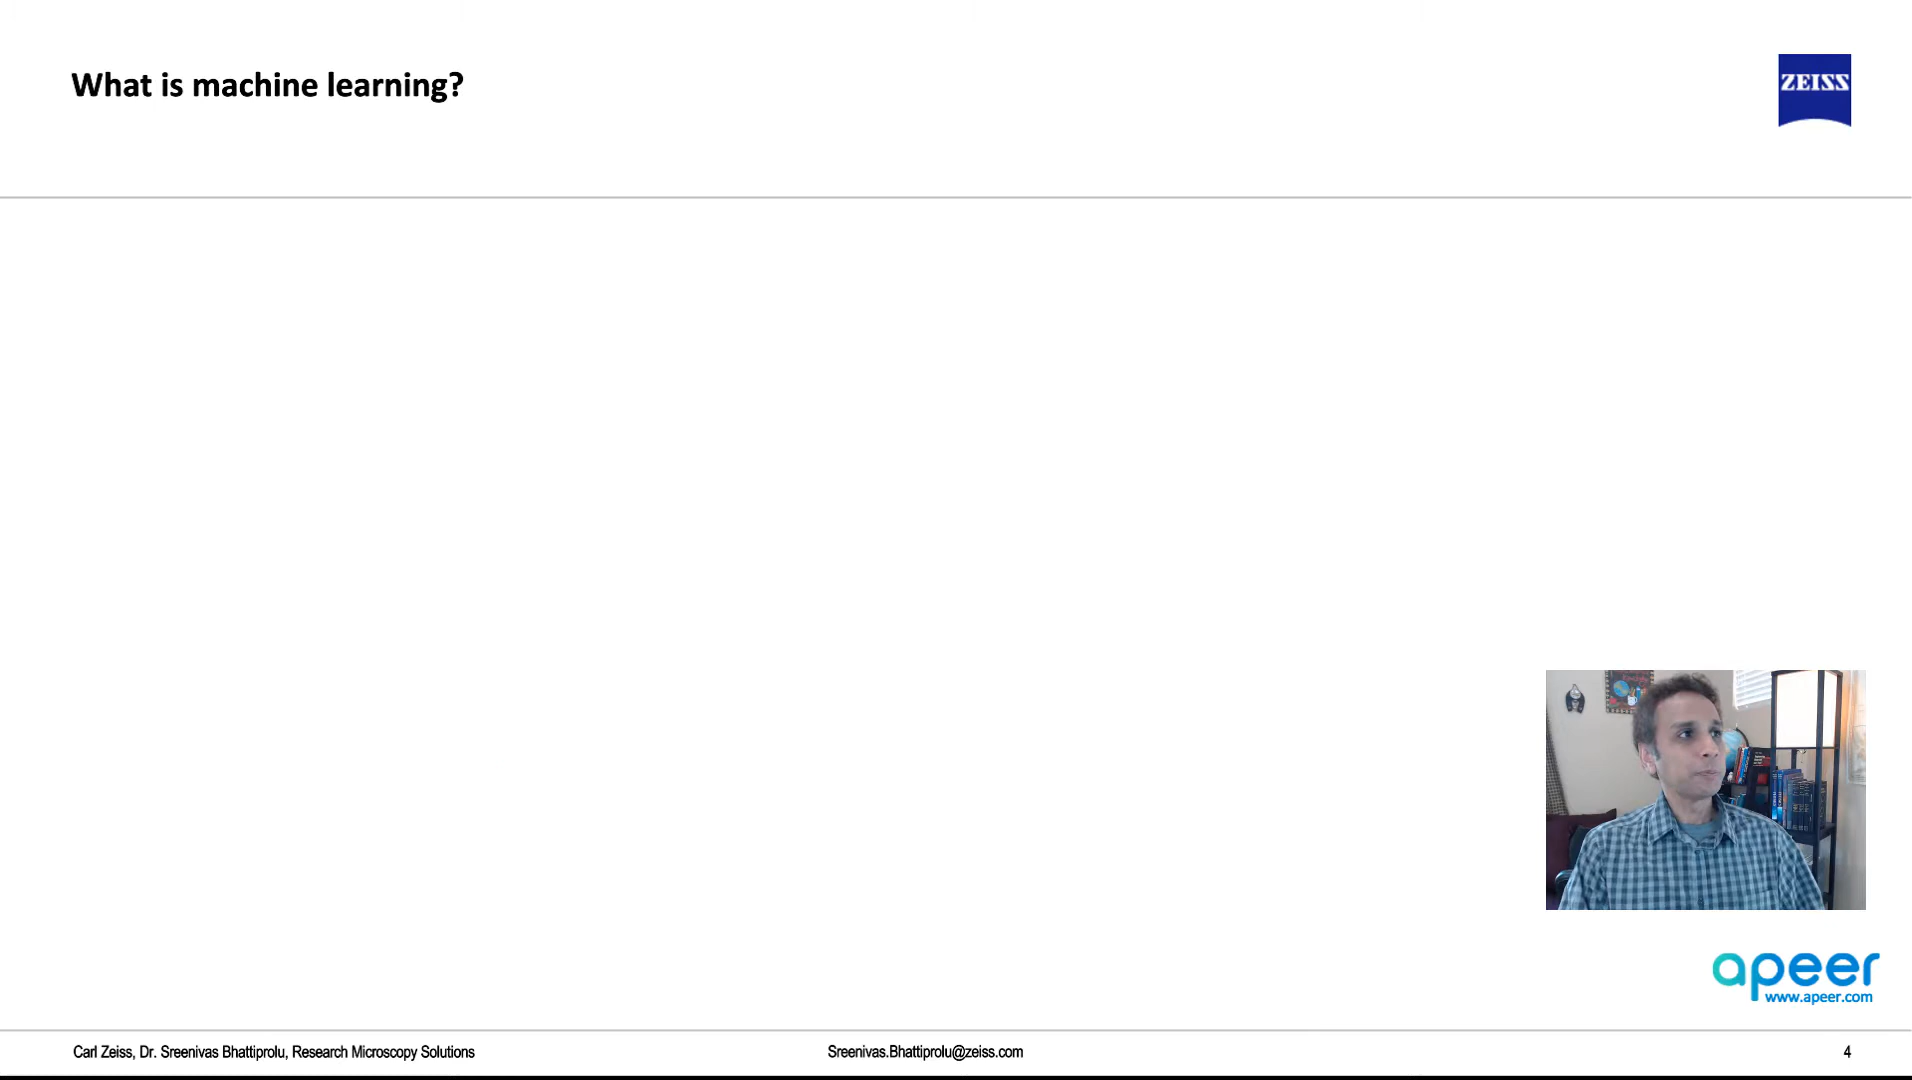 What is machine learning?
ZEISS
apeer
www.apeer.com
Carl Zeiss, Dr. Sreenivas Bhattiprolu, Research Microscopy Solutions
Sreenivas.Bhattiprolu@zeiss.com
4